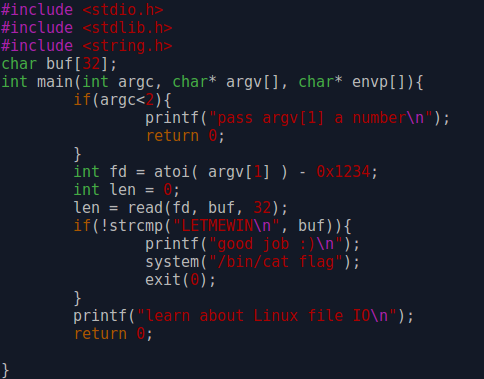 #include <stdio.h>
#include <stdlib.h>
#include <string.h>
char buf[32];
int main(int argc, char* argv[], char* envp[]){
        if(argc<2){
                printf("pass argv[1] a number\n");
                return 0;
        }
        int fd = atoi( argv[1] ) - 0x1234;
        int len = 0;
        len = read(fd, buf, 32);
        if(!strcmp("LETMEWIN\n", buf)){
                printf("good job :)\n");
                system("/bin/cat flag");
                exit(0);
        }
        printf("learn about Linux file IO\n");
        return 0;

}